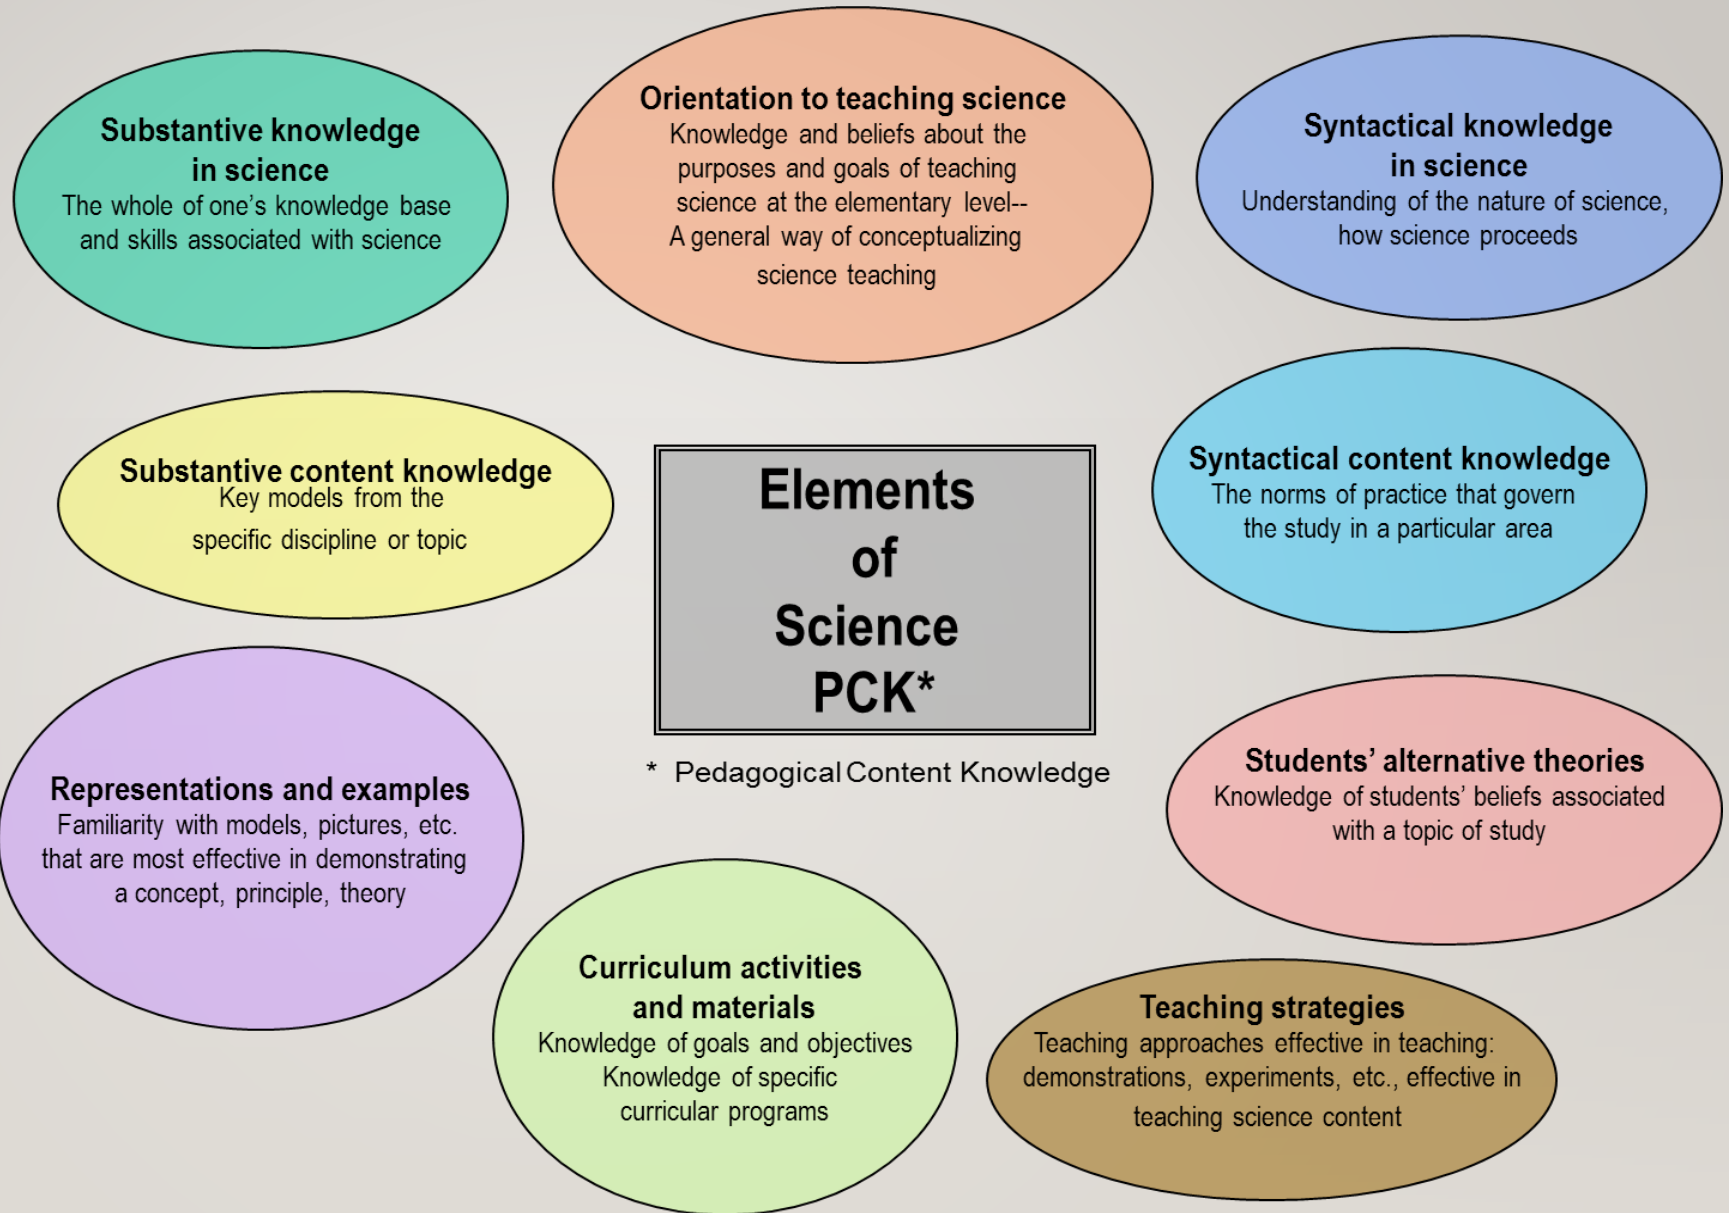 Substantive knowledge
in science
The whole of one’s knowledge base
and skills associated with science
Orientation to teaching science
Knowledge and beliefs about the
purposes and goals of teaching
science at the elementary level--
A general way of conceptualizing
science teaching
Syntactical knowledge
in science
Understanding of the nature of science,
how science proceeds
Substantive content knowledge
Key models from the
specific discipline or topic
Elements
of
Science
PCK*
* Pedagogical Content Knowledge
Syntactical content knowledge
The norms of practice that govern
the study in a particular area
Representations and examples
Familiarity with models, pictures, etc.
that are most effective in demonstrating
a concept, principle, theory
Students’ alternative theories
Knowledge of students’ beliefs associated
with a topic of study
Curriculum activities
and materials
Knowledge of goals and objectives
Knowledge of specific
curricular programs
Teaching strategies
Teaching approaches effective in teaching:
demonstrations, experiments, etc., effective in
teaching science content